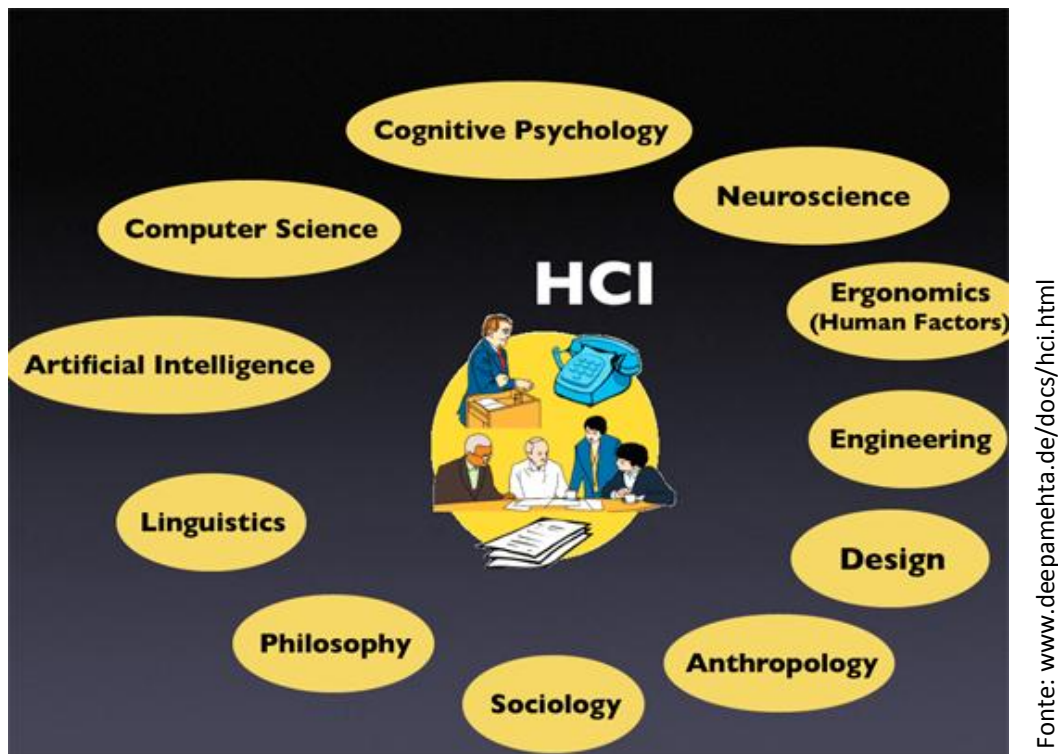 Cognitive Psychology
Neuroscience
Computer Science
HCI
Ergonomics
(Human Factors)
Artificial Intelligence
Engineering
Linguistics
Design
Philosophy
Anthropology
Sociology
Fonte: www.deepamehta.de/docs/hci.html